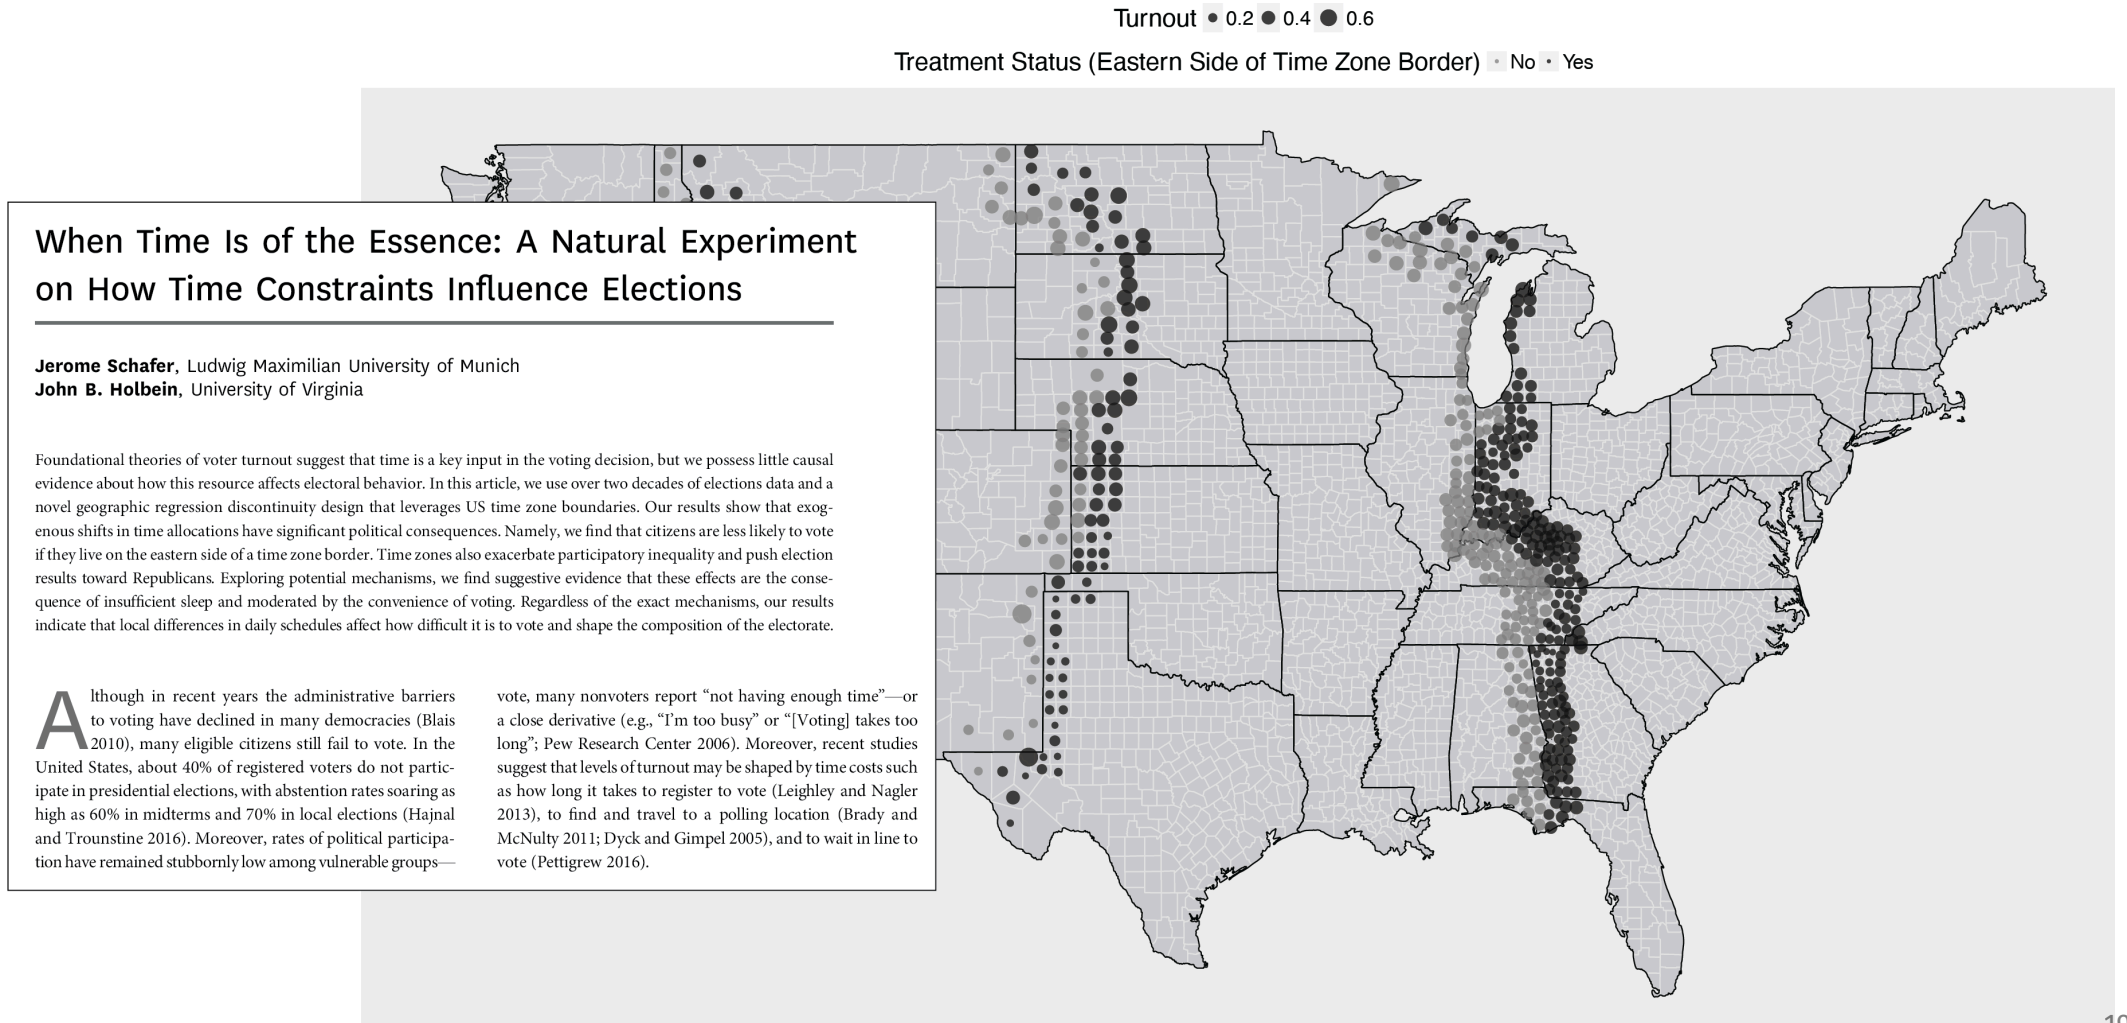 Turnout 0.2 0.4 0.6
Treatment Status (Eastern Side of Time Zone Border) No Yes
When Time Is of the Essence: A Natural Experiment
on How Time Constraints Influence Elections
Jerome Schafer, Ludwig Maximilian University of Munich
John B. Holbein, University of Virginia
Foundational theories of voter turnout suggest that time is a key input in the voting decision, but we possess little causal
evidence about how this resource affects electoral behavior. In this article, we use over two decades of elections data and a
novel geographic regression discontinuity design that leverages US time zone boundaries. Our results show that exog-
enous shifts in time allocations have significant political consequences. Namely, we find that citizens are less likely to vote
if they live on the eastern side of a time zone border. Time zones also exacerbate participatory inequality and push election
results toward Republicans. Exploring potential mechanisms, we find suggestive evidence that these effects are the conse-
quence of insufficient sleep and moderated by the convenience of voting. Regardless of the exact mechanisms, our results
indicate that local differences in daily schedules affect how difficult it is to vote and shape the composition of the electorate.
Although in recent years the administrative barriers
to voting have declined in many democracies (Blais
2010), many eligible citizens still fail to vote. In the
United States, about 40% of registered voters do not partic-
ipate in presidential elections, with abstention rates soaring as
high as 60% in midterms and 70% in local elections (Hajnal
and Trounstine 2016). Moreover, rates of political participa-
tion have remained stubbornly low among vulnerable groups—
vote, many nonvoters report “not having enough time”—or
a close derivative (e.g., “I’m too busy” or “[Voting] takes too
long”; Pew Research Center 2006). Moreover, recent studies
suggest that levels of turnout may be shaped by time costs such
as how long it takes to register to vote (Leighley and Nagler
2013), to find and travel to a polling location (Brady and
McNulty 2011; Dyck and Gimpel 2005), and to wait in line to
vote (Pettigrew 2016).